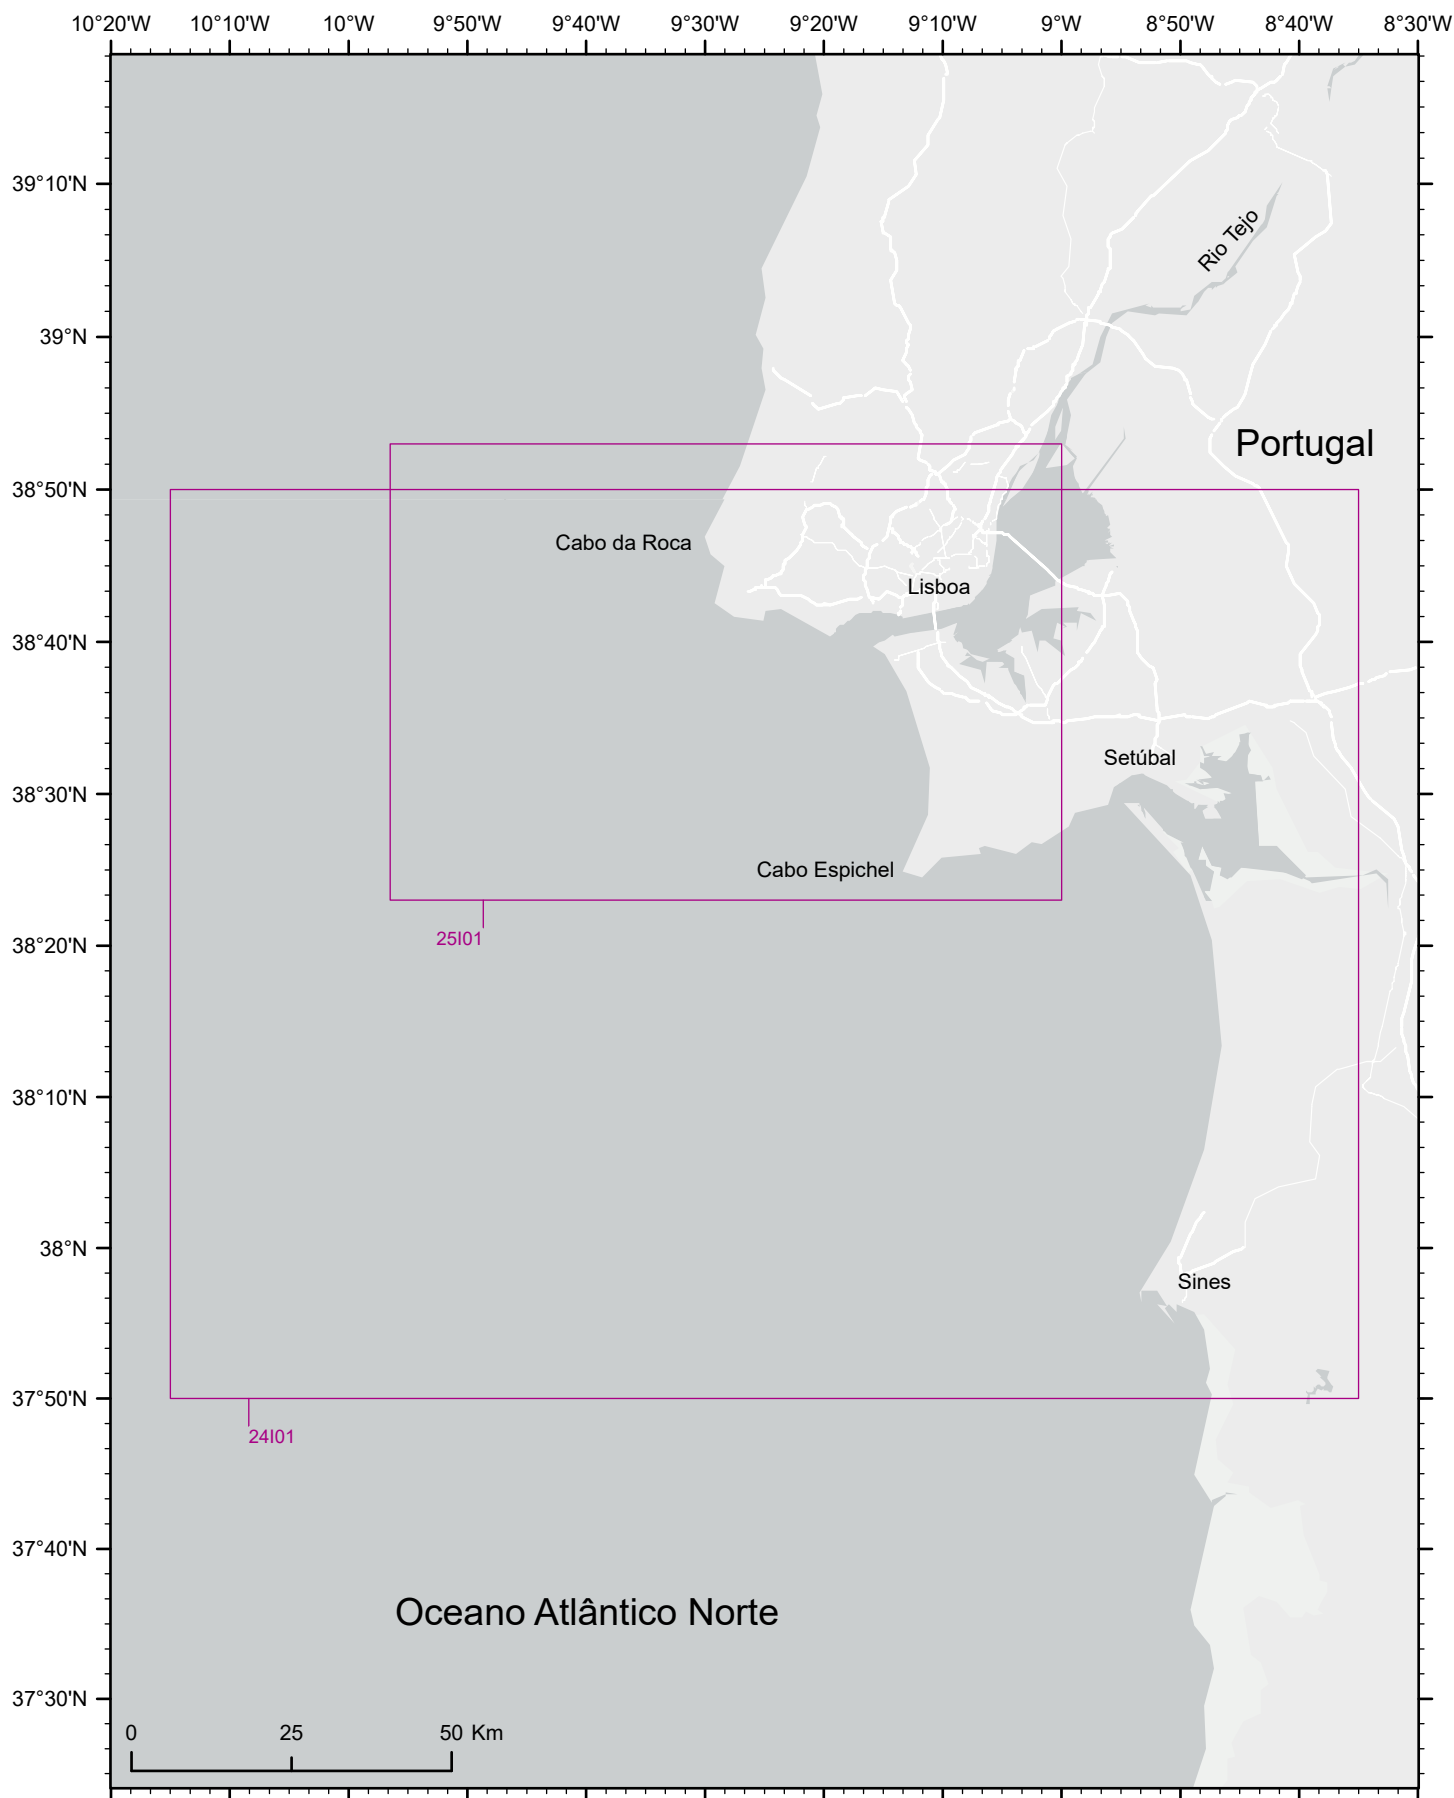 10°20'W 10°10'W 10°W 9°50'W 9°40'W 9°30'W 9°20'W 9°10'W 9°W 8°50'W 8°40'W 8°30'W
39°10'N
Rio Tejo
39°N
Portugal
38°50'N
Cabo da Roca
Lisboa
38°40'N
Setúbal
38°30'N
Cabo Espichel
25I01
38°20'N
38°10'N
38°N
Sines
37°50'N
24I01
37°40'N
Oceano Atlântico Norte
37°30'N
0 25 50 Km